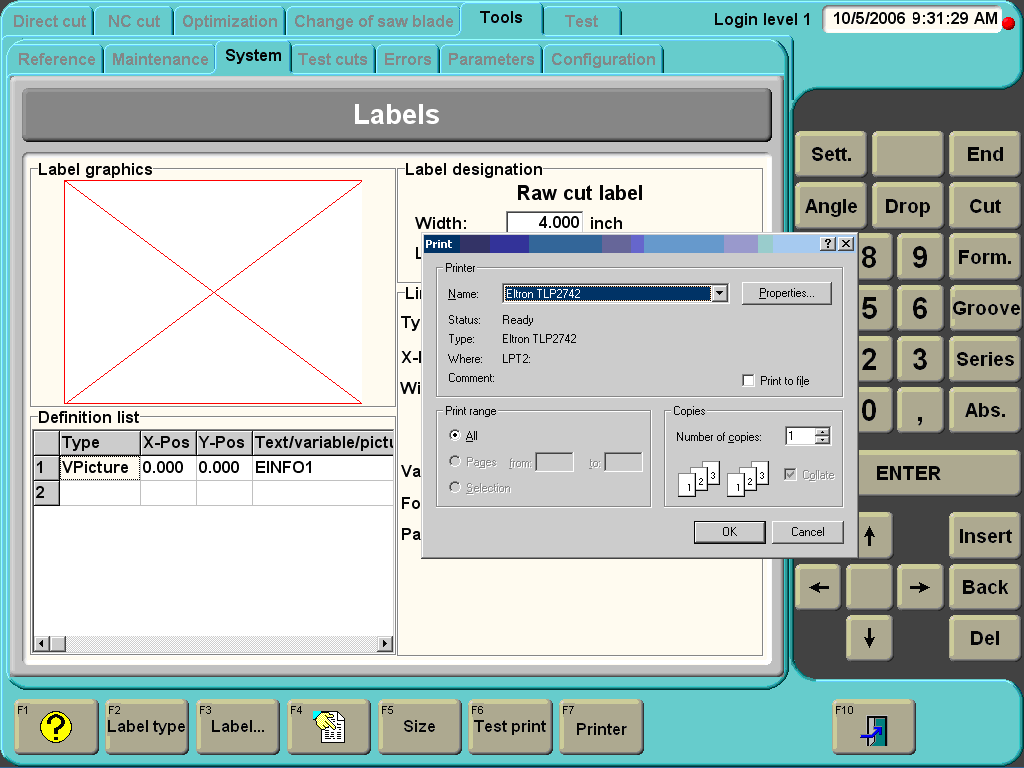 Direct cut NC cut Optimization Change of saw blade Tools Test Login level 1 10/5/2006 9:31:29 AM
Reference Maintenance System Test cuts Errors Parameters Configuration
Labels
Label graphics
Label designation
Raw cut label
Width: 4.000 inch
Print
Printer
Name: Eltron TLP2742 Properties...
Status: Ready
Type: Eltron TLP2742
Where: LPT2:
Comment:
Print to file
Print range
All
Pages from: to:
Selection
Copies
Number of copies: 1
1 2 3 1 2 3
Collate
OK Cancel
L
Li
Ty
X-
Wi
Va
Fo
Pa
Definition list
Type X-Pos Y-Pos Text/variable/pictu
1 VPicture 0.000 0.000 EINFO1
2
Sett. End
Angle Drop Cut
8 9 Form.
5 6 Groove
2 3 Series
0 , Abs.
ENTER
↑ Insert
← → Back
↓ Del
F1 ?
F2 Label type
F3 Label...
F4
F5 Size
F6 Test print
F7 Printer
F10